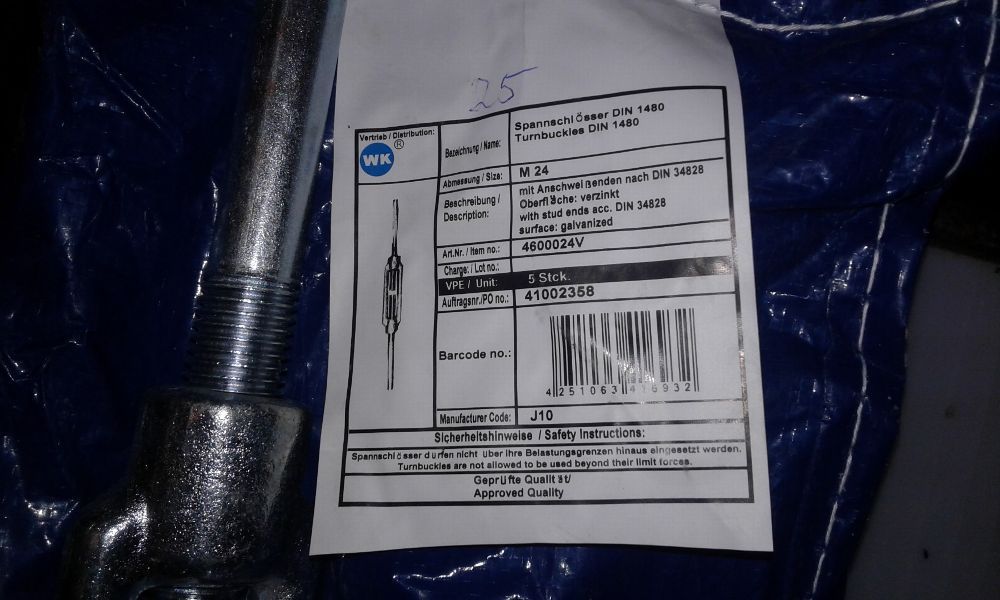 25
Vertrieb / Distribution:
WK®
Bezeichnung / Name:
Spannschlösser DIN 1480
Turnbuckles DIN 1480
Abmessung / Size:
M 24
Beschreibung /
Description:
mit Anschweißenden nach DIN 34828
Oberfläche: verzinkt
with stud ends acc. DIN 34828
surface: galvanized
Art.Nr. / Item no.:
4600024V
Charge: / Lot no.:
VPE / Unit:
5 Stck.
Auftragsnr./PO no.:
41002358
Barcode no.:
4 251063 416932
Manufacturer Code:
J10
Sicherheitshinweise / Safety Instructions:
Spannschlösser dürfen nicht über ihre Belastungsgrenzen hinaus eingesetzt werden.
Turnbuckles are not allowed to be used beyond their limit forces.
Geprüfte Qualität/
Approved Quality